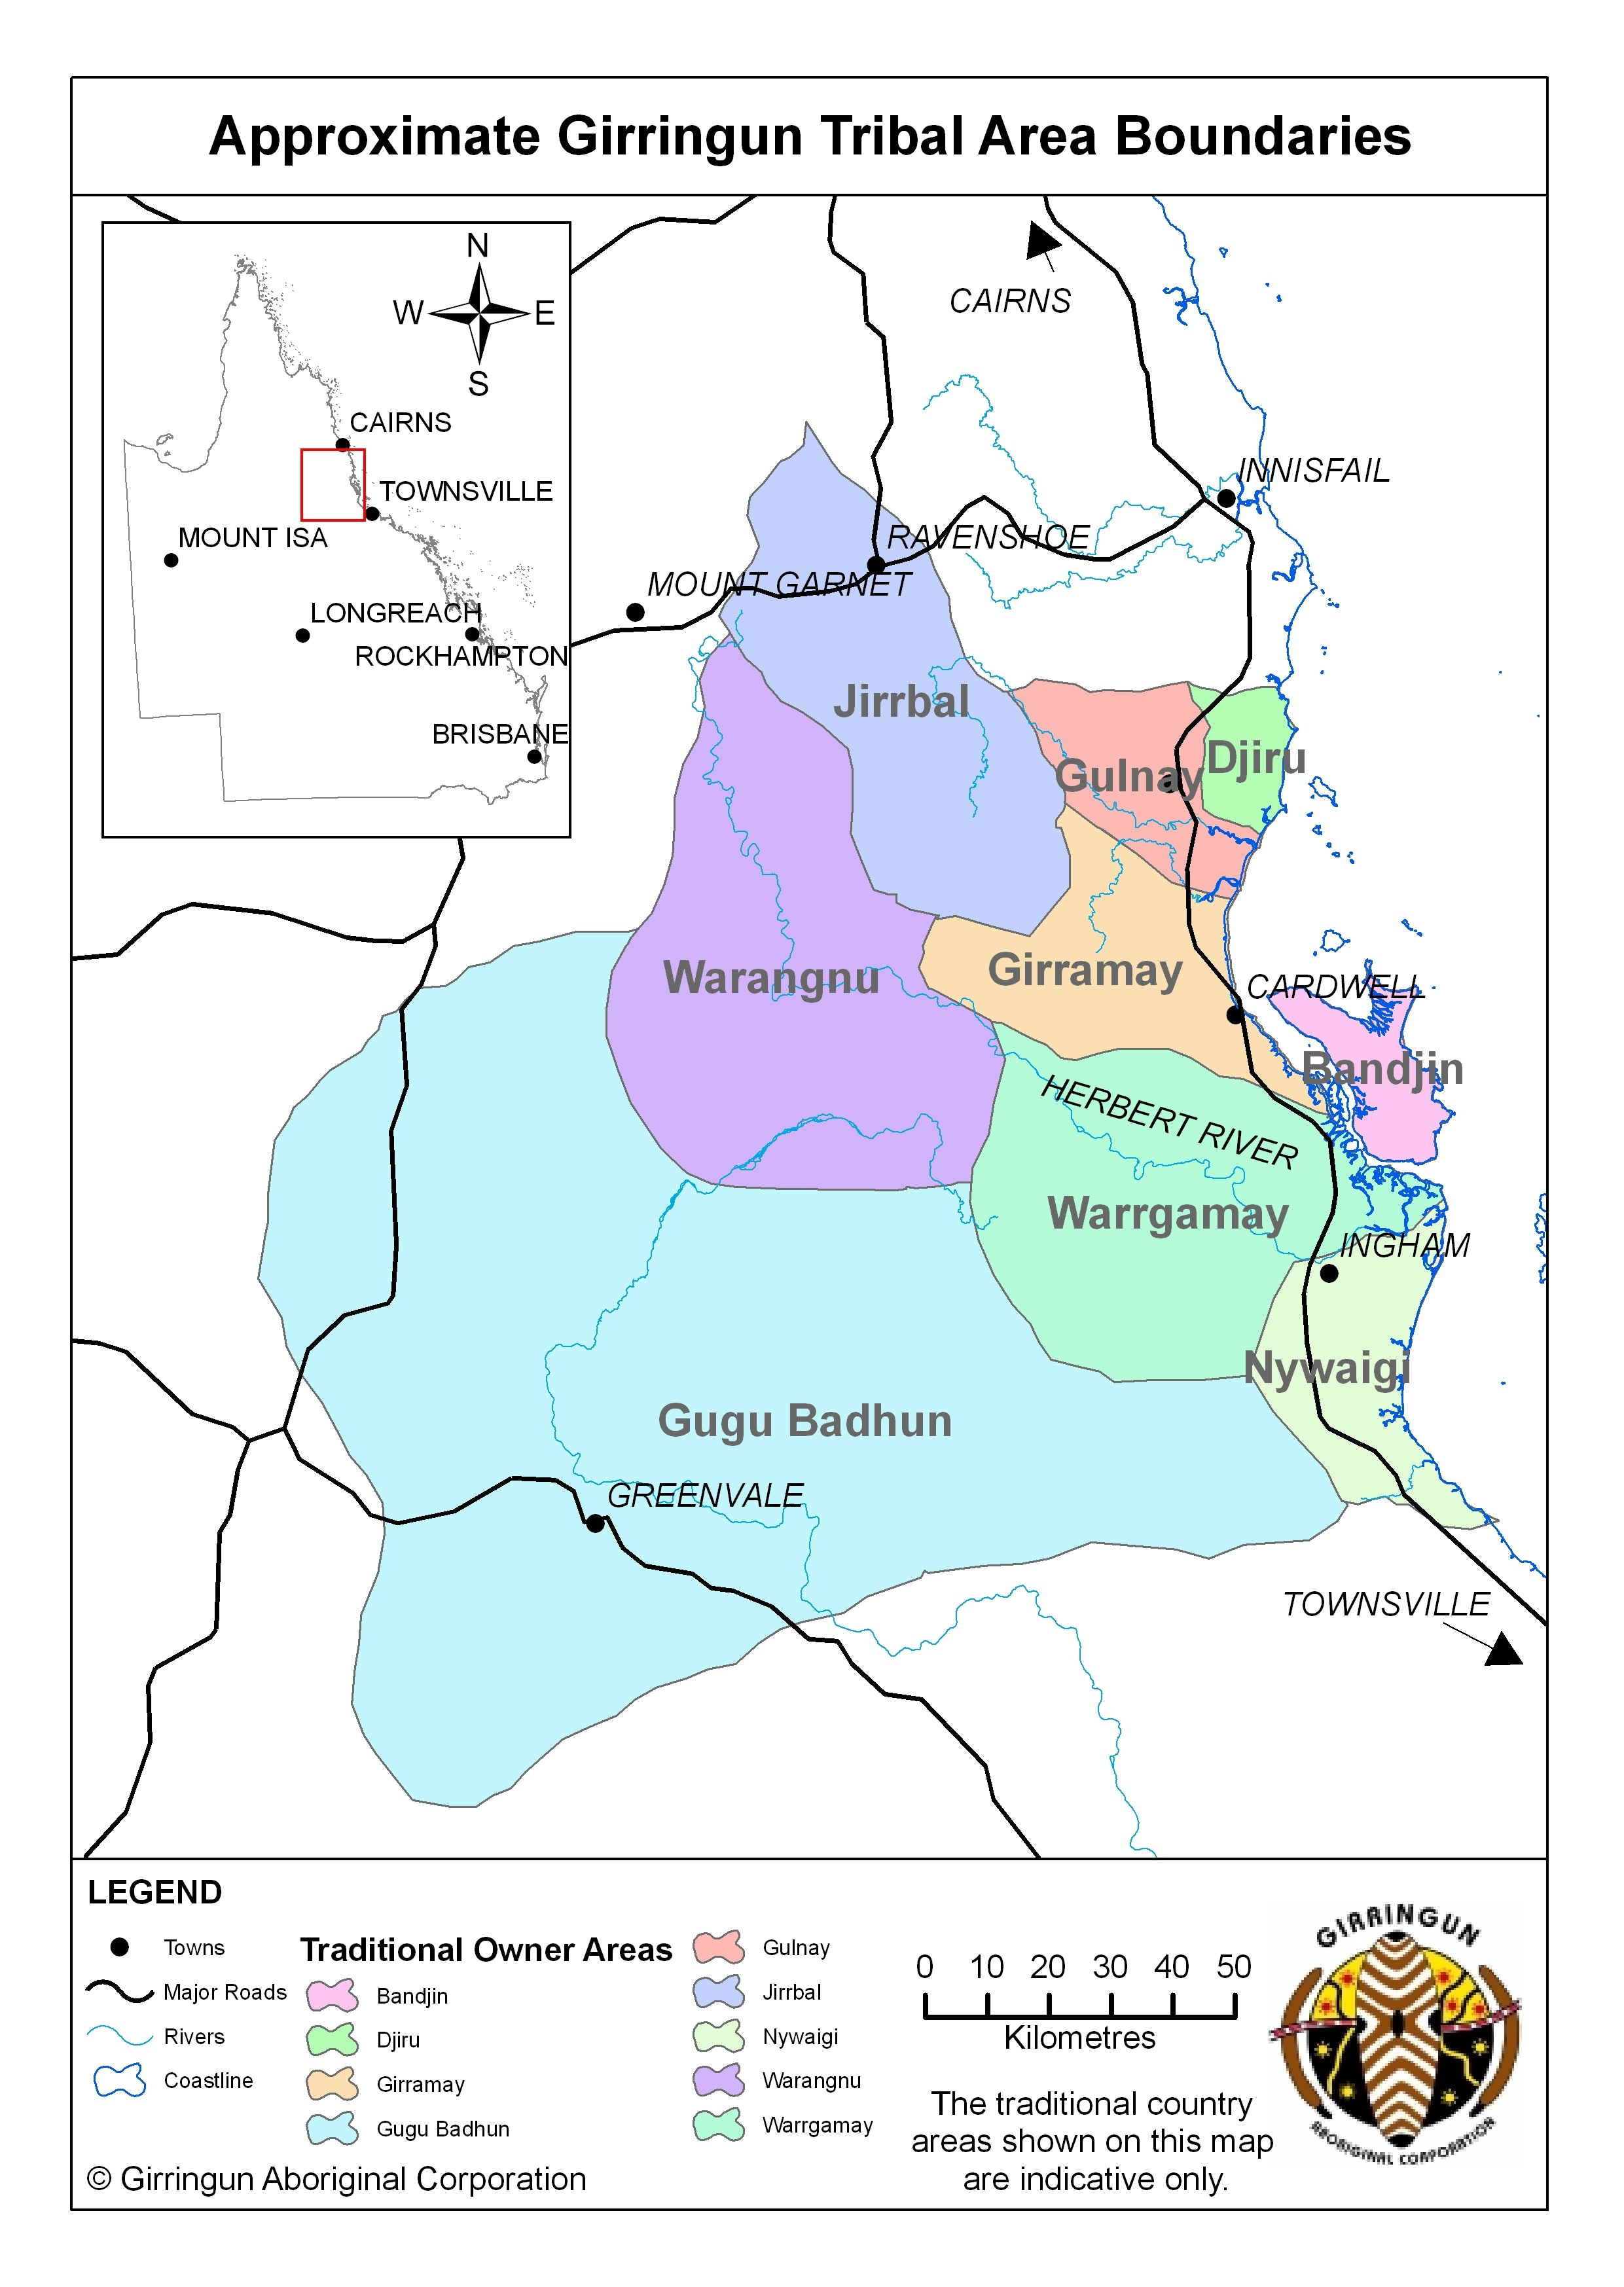 Approximate Girringun Tribal Area Boundaries
N
W
E
S
CAIRNS
TOWNSVILLE
MOUNT ISA
LONGREACH
ROCKHAMPTON
BRISBANE
CAIRNS
INNISFAIL
RAVENSHOE
MOUNT GARNET
Jirrbal
Gulnay
Djiru
Warangnu
Girramay
CARDWELL
Bandjin
HERBERT RIVER
Warrgamay
INGHAM
Nywaigi
Gugu Badhun
GREENVALE
TOWNSVILLE
LEGEND
Towns
Major Roads
Rivers
Coastline
Traditional Owner Areas
Bandjin
Djiru
Girramay
Gugu Badhun
Gulnay
Jirrbal
Nywaigi
Warangnu
Warrgamay
0 10 20 30 40 50
Kilometres
The traditional country
areas shown on this map
are indicative only.
GIRRINGUN
ABORIGINAL CORPORATION
© Girringun Aboriginal Corporation